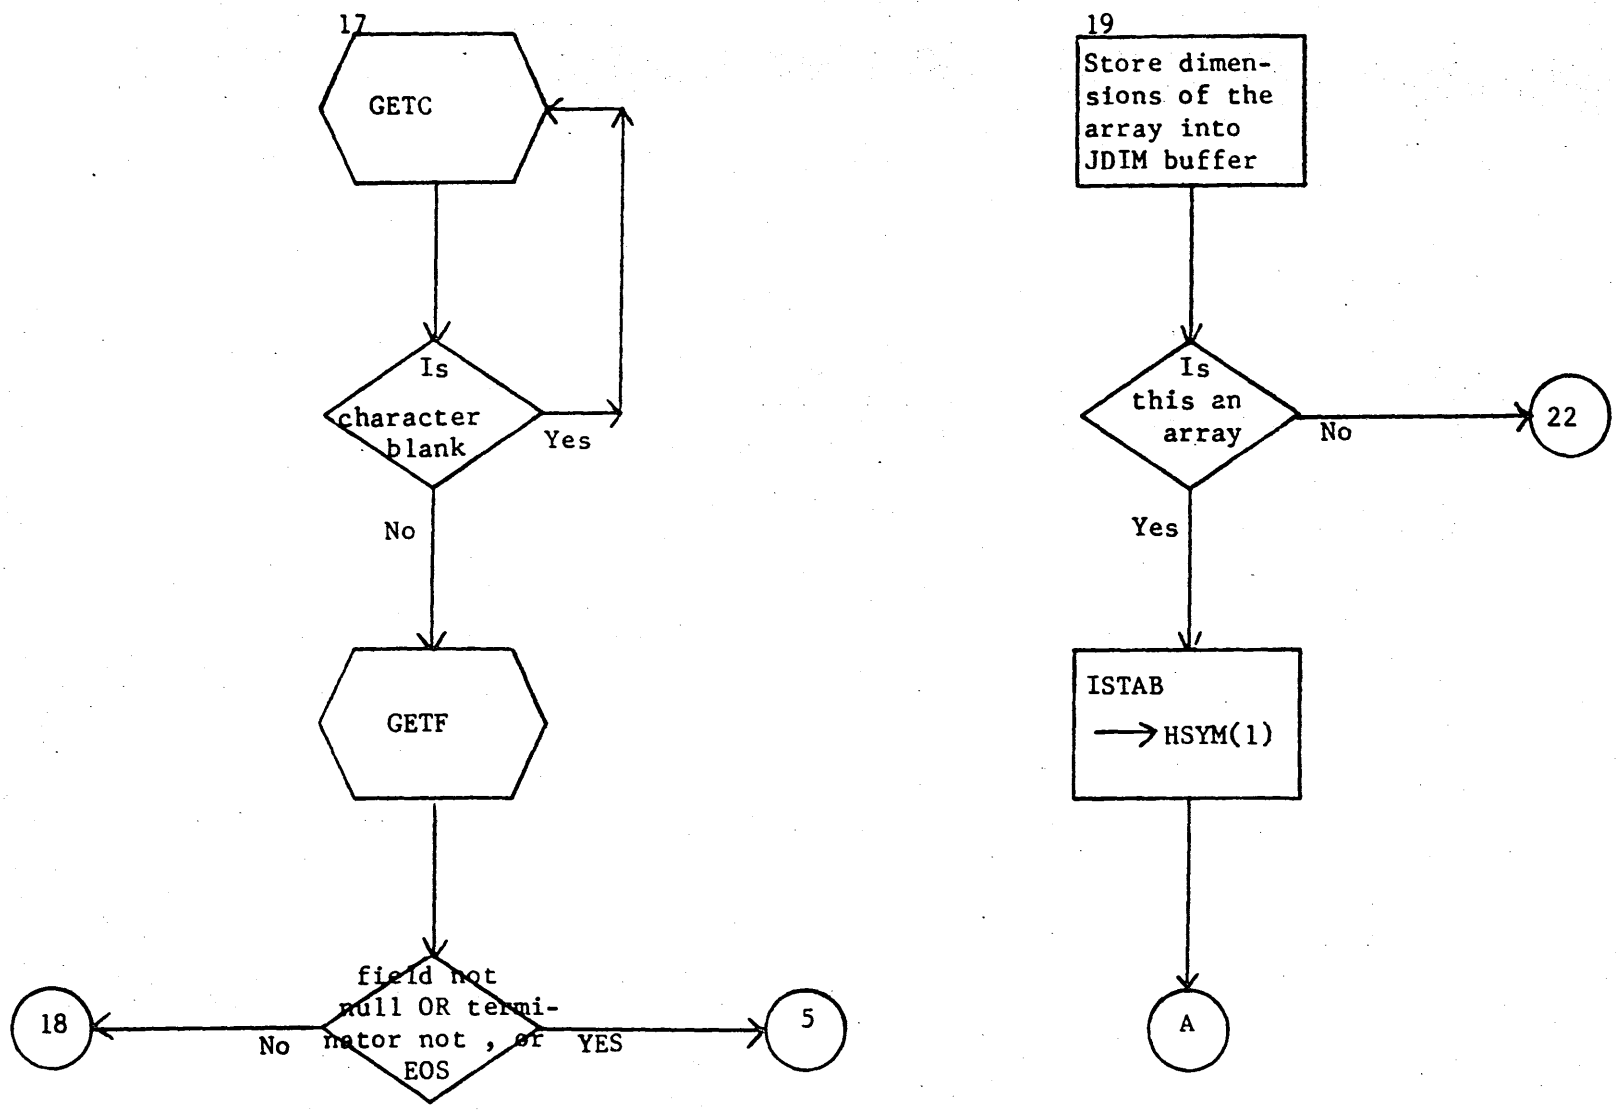 17
GETC
Is
character
blank
Yes
No
GETF
field not
null OR termi-
nator not , or
EOS
No
18
YES
5
19
Store dimen-
sions of the
array into
JDIM buffer
Is
this an
array
No
22
Yes
ISTAB
→HSYM(1)
A